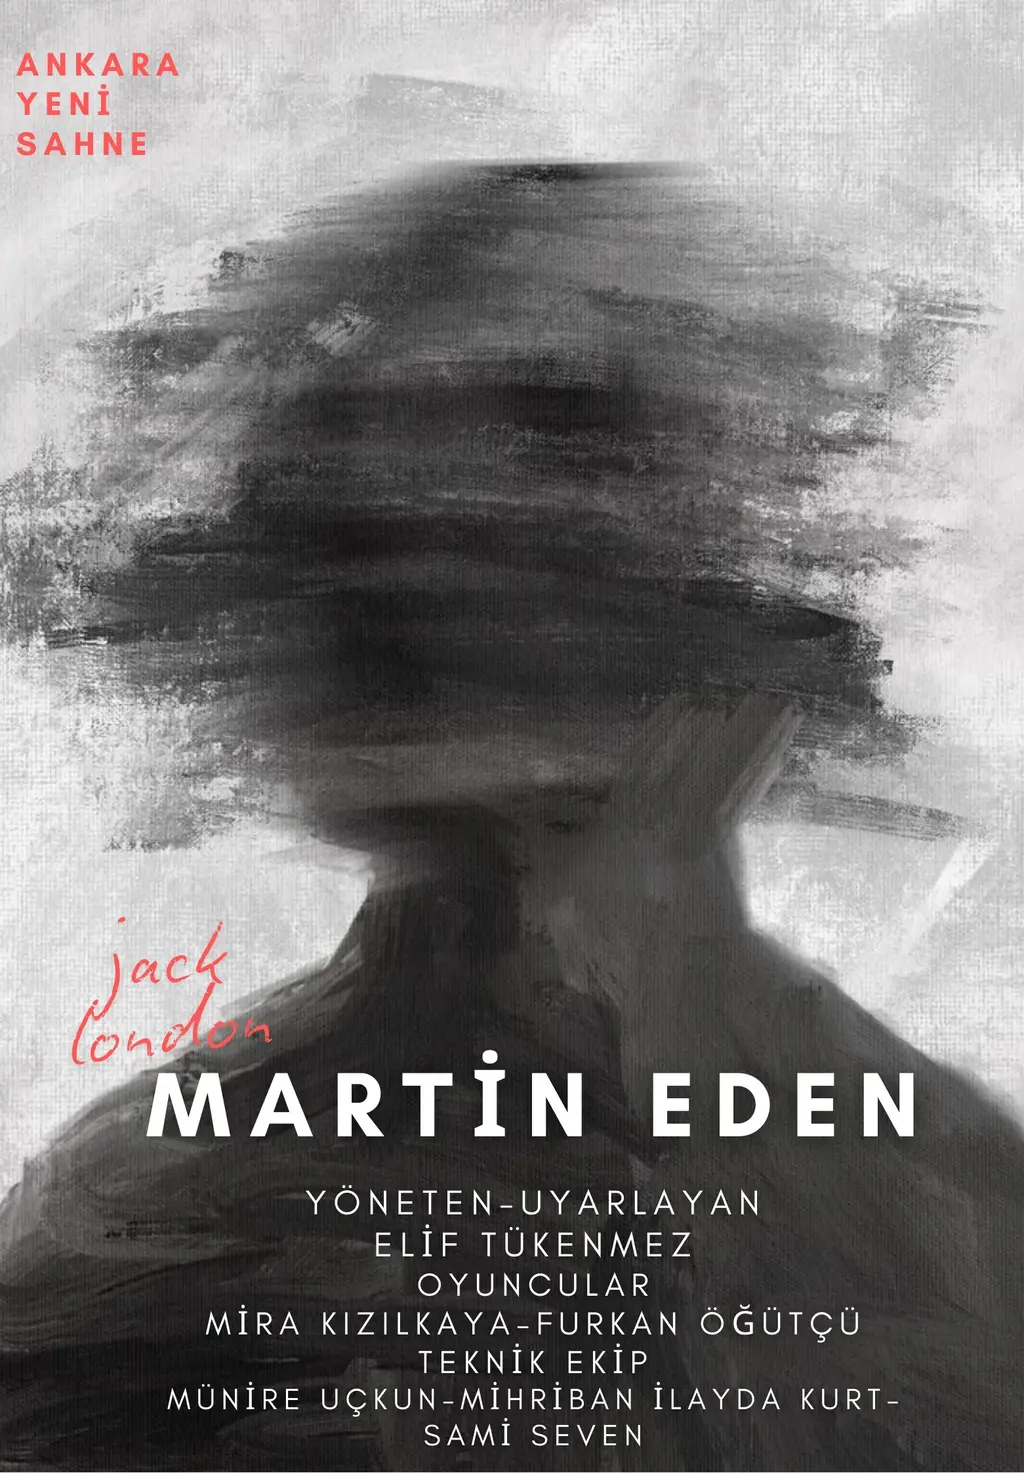 ANKARA
YENİ
SAHNE
jack
london
MARTİN EDEN
YÖNETEN-UYARLAYAN
ELİF TÜKENMEZ
OYUNCULAR
MİRA KIZILKAYA-FURKAN ÖĞÜTÇÜ
TEKNİK EKİP
MÜNİRE UÇKUN-MİHRİBAN İLAYDA KURT-
SAMİ SEVEN